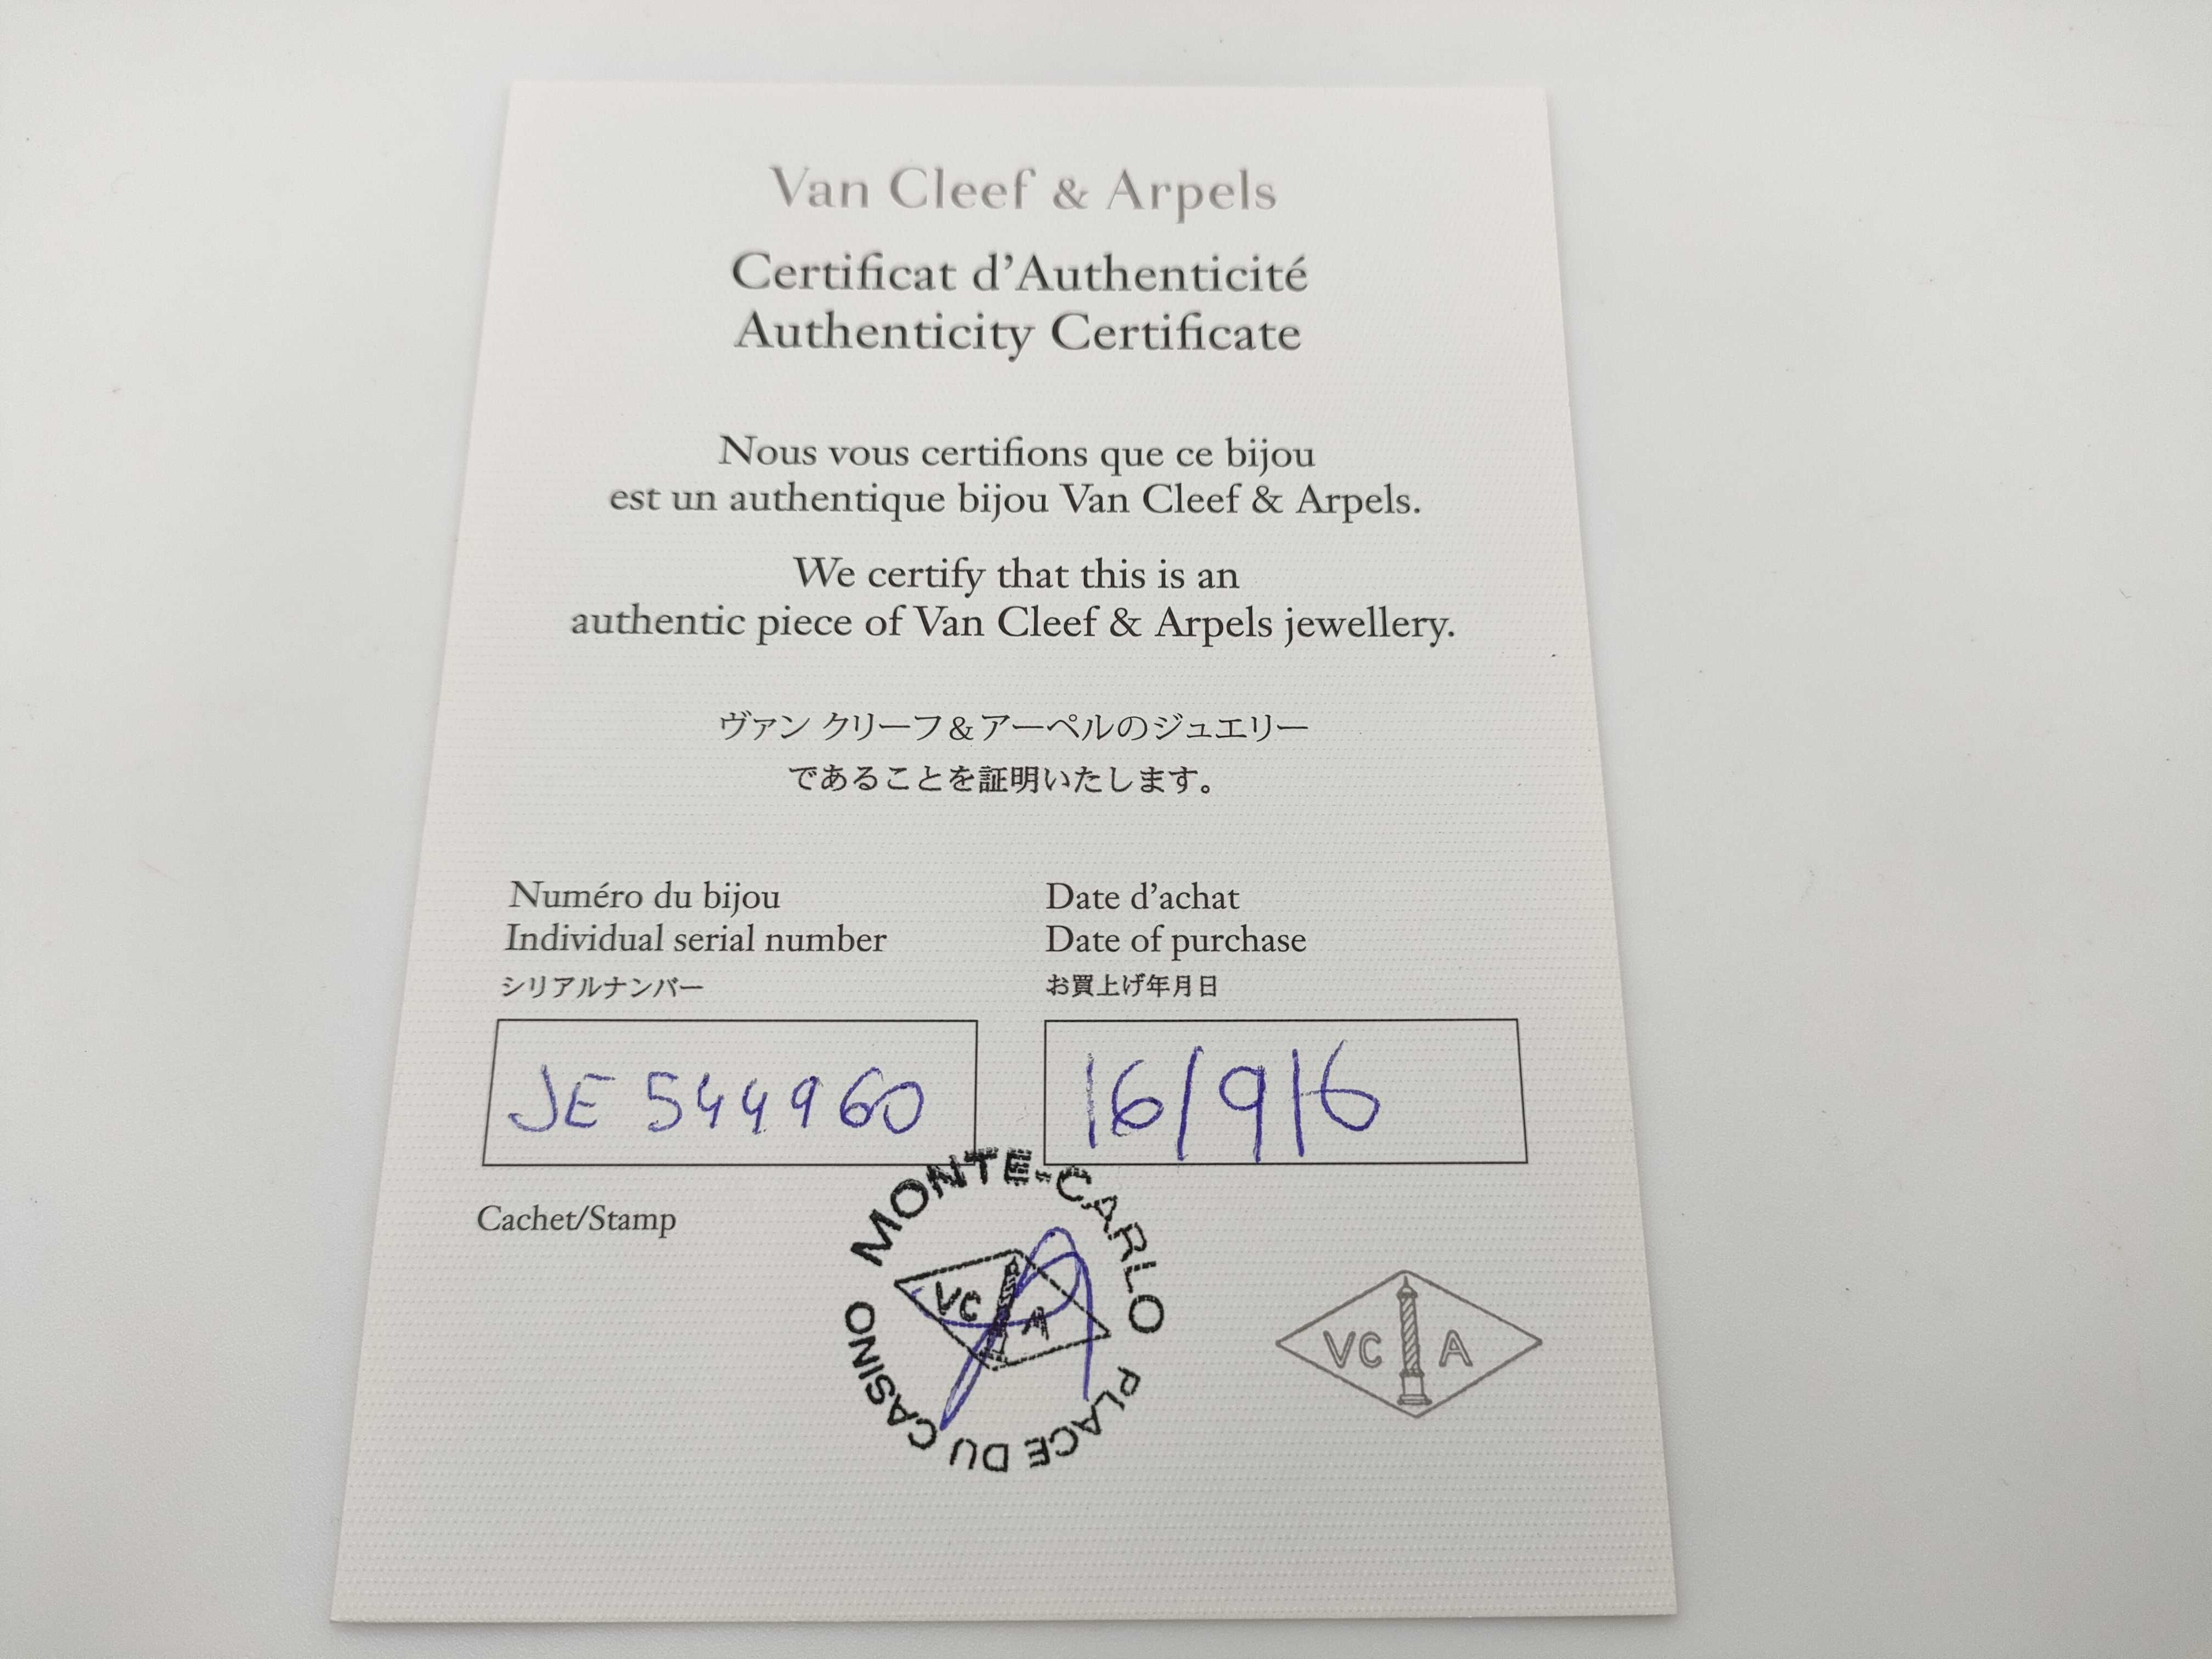 Van Cleef & Arpels
Certificat d’Authenticité
Authenticity Certificate
Nous vous certifions que ce bijou
est un authentique bijou Van Cleef & Arpels.
We certify that this is an
authentic piece of Van Cleef & Arpels jewellery.
ヴァン クリーフ&アーペルのジュエリー
であることを証明いたします。
Numéro du bijou
Individual serial number
シリアルナンバー
JE 544960
Date d’achat
Date of purchase
お買上げ年月日
16/9/16
Cachet/Stamp
MONTE-CARLO
PLACE DU CASINO
VC A
VC A